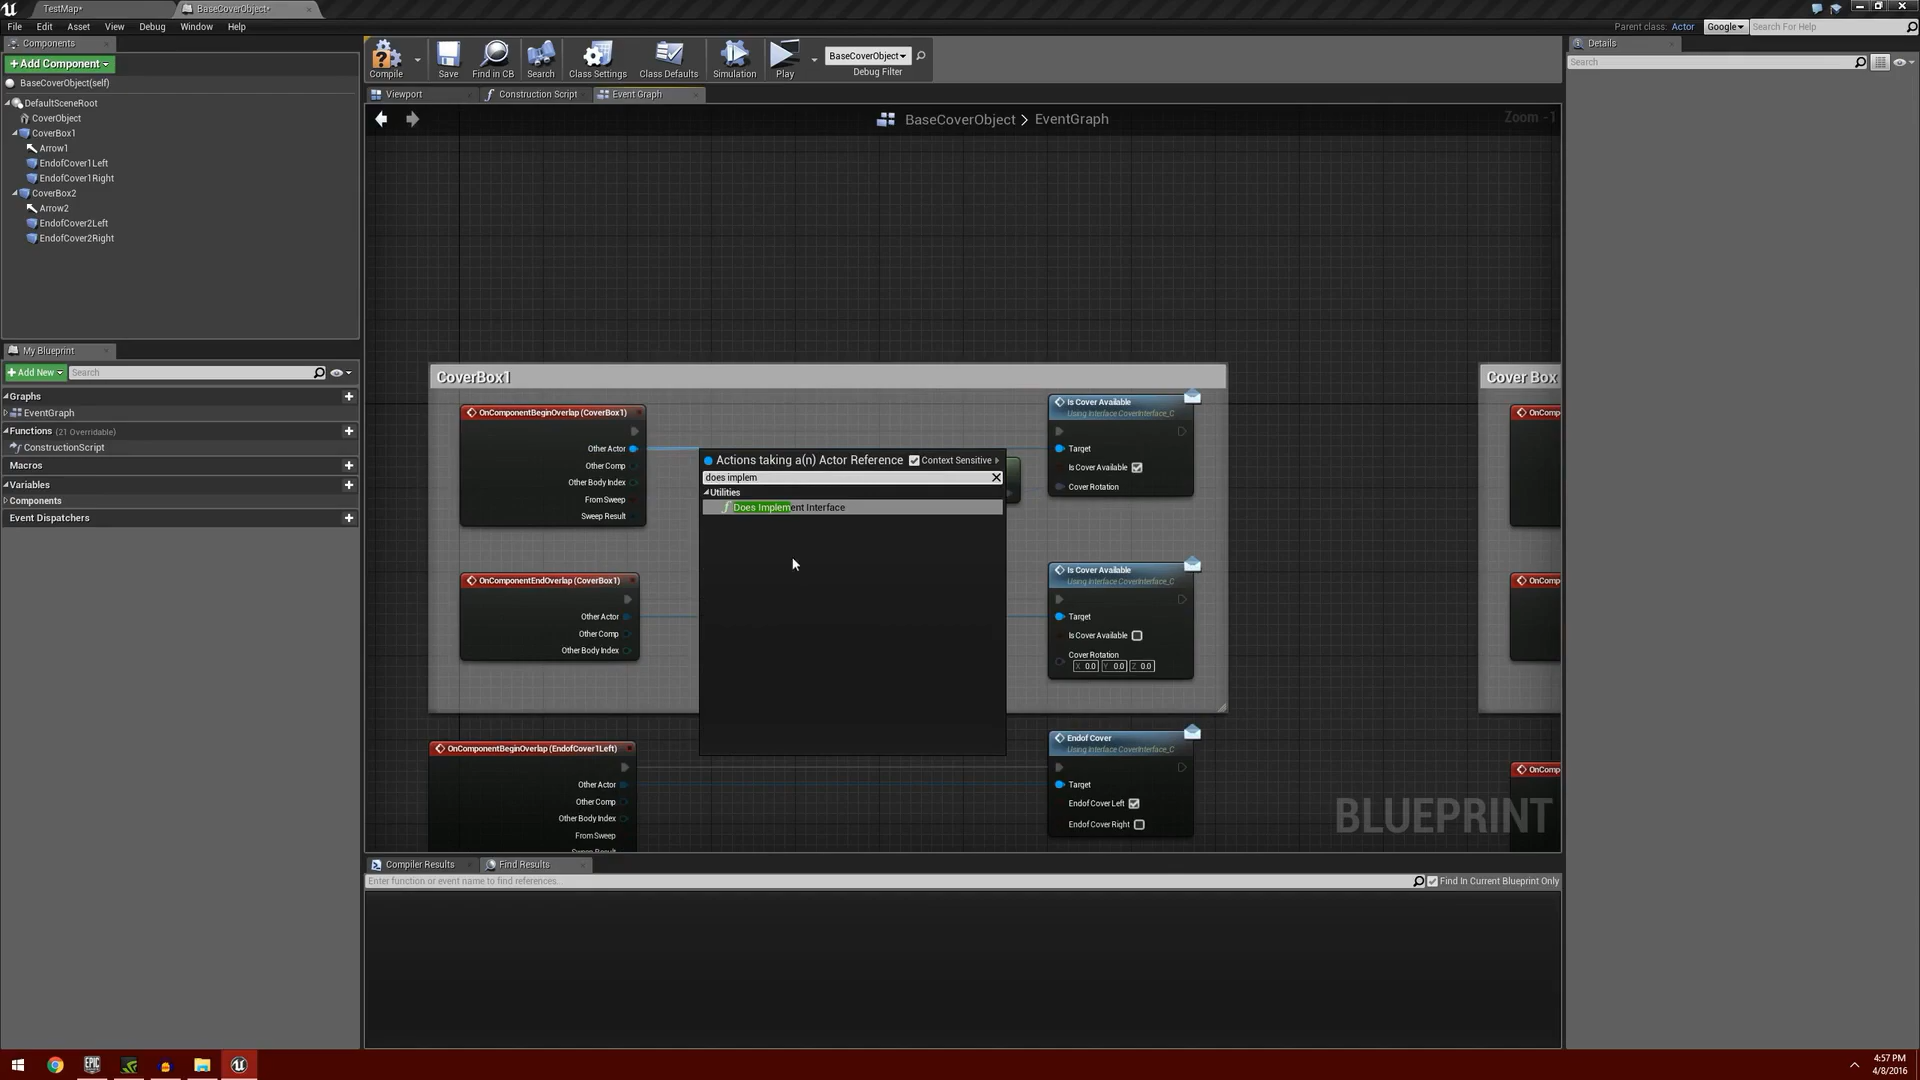 TestMap*
BaseCoverObject*
File Edit Asset View Debug Window Help
Parent class: Actor
Google
Search For Help
Components
+Add Component
BaseCoverObject(self)
DefaultSceneRoot
CoverObject
CoverBox1
Arrow1
EndofCover1Left
EndofCover1Right
CoverBox2
Arrow2
EndofCover2Left
EndofCover2Right
My Blueprint
+Add New
Search
Graphs
EventGraph
Functions (21 Overridable)
ConstructionScript
Macros
Variables
Components
Event Dispatchers
Compile
Save
Find in CB
Search
Class Settings
Class Defaults
Simulation
Play
BaseCoverObject
Debug Filter
Viewport
Construction Script
Event Graph
BaseCoverObject > EventGraph
Zoom -1
CoverBox1
OnComponentBeginOverlap (CoverBox1)
Other Actor
Other Comp
Other Body Index
From Sweep
Sweep Result
OnComponentEndOverlap (CoverBox1)
Other Actor
Other Comp
Other Body Index
OnComponentBeginOverlap (EndofCover1Left)
Other Actor
Other Comp
Other Body Index
From Sweep
Sweep Result
Actions taking a(n) Actor Reference
Context Sensitive
does implem
Utilities
Does Implement Interface
Is Cover Available
Using Interface CoverInterface_C
Target
Is Cover Available
Cover Rotation
Is Cover Available
Using Interface CoverInterface_C
Target
Is Cover Available
Cover Rotation
X 0.0 Y 0.0 Z 0.0
Endof Cover
Using Interface CoverInterface_C
Target
Endof Cover Left
Endof Cover Right
Cover Box
OnComp
OnComp
OnComp
BLUEPRINT
Compiler Results
Find Results
Enter function or event name to find references...
Find In Current Blueprint Only
Details
Search
EPIC
4:57 PM
4/8/2016